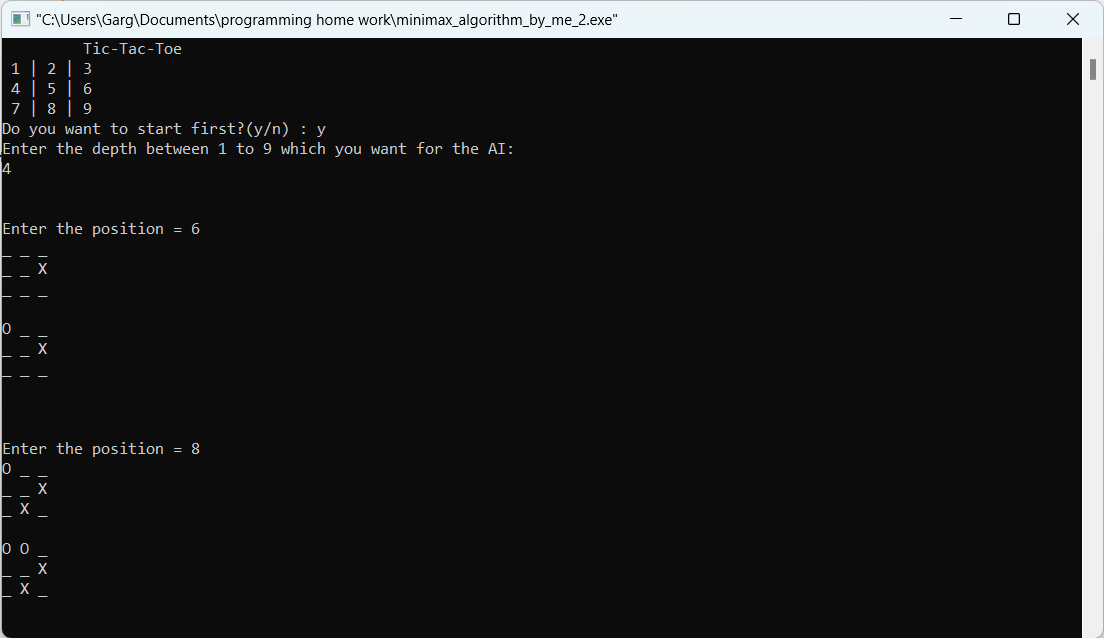 "C:\Users\Garg\Documents\programming home work\minimax_algorithm_by_me_2.exe"
Tic-Tac-Toe
1 | 2 | 3
4 | 5 | 6
7 | 8 | 9
Do you want to start first?(y/n) : y
Enter the depth between 1 to 9 which you want for the AI:
4
Enter the position = 6
_ _ _
_ _ X
_ _ _
O _ _
_ _ X
_ _ _
Enter the position = 8
O _ _
_ _ X
_ X _
O O _
_ _ X
_ X _